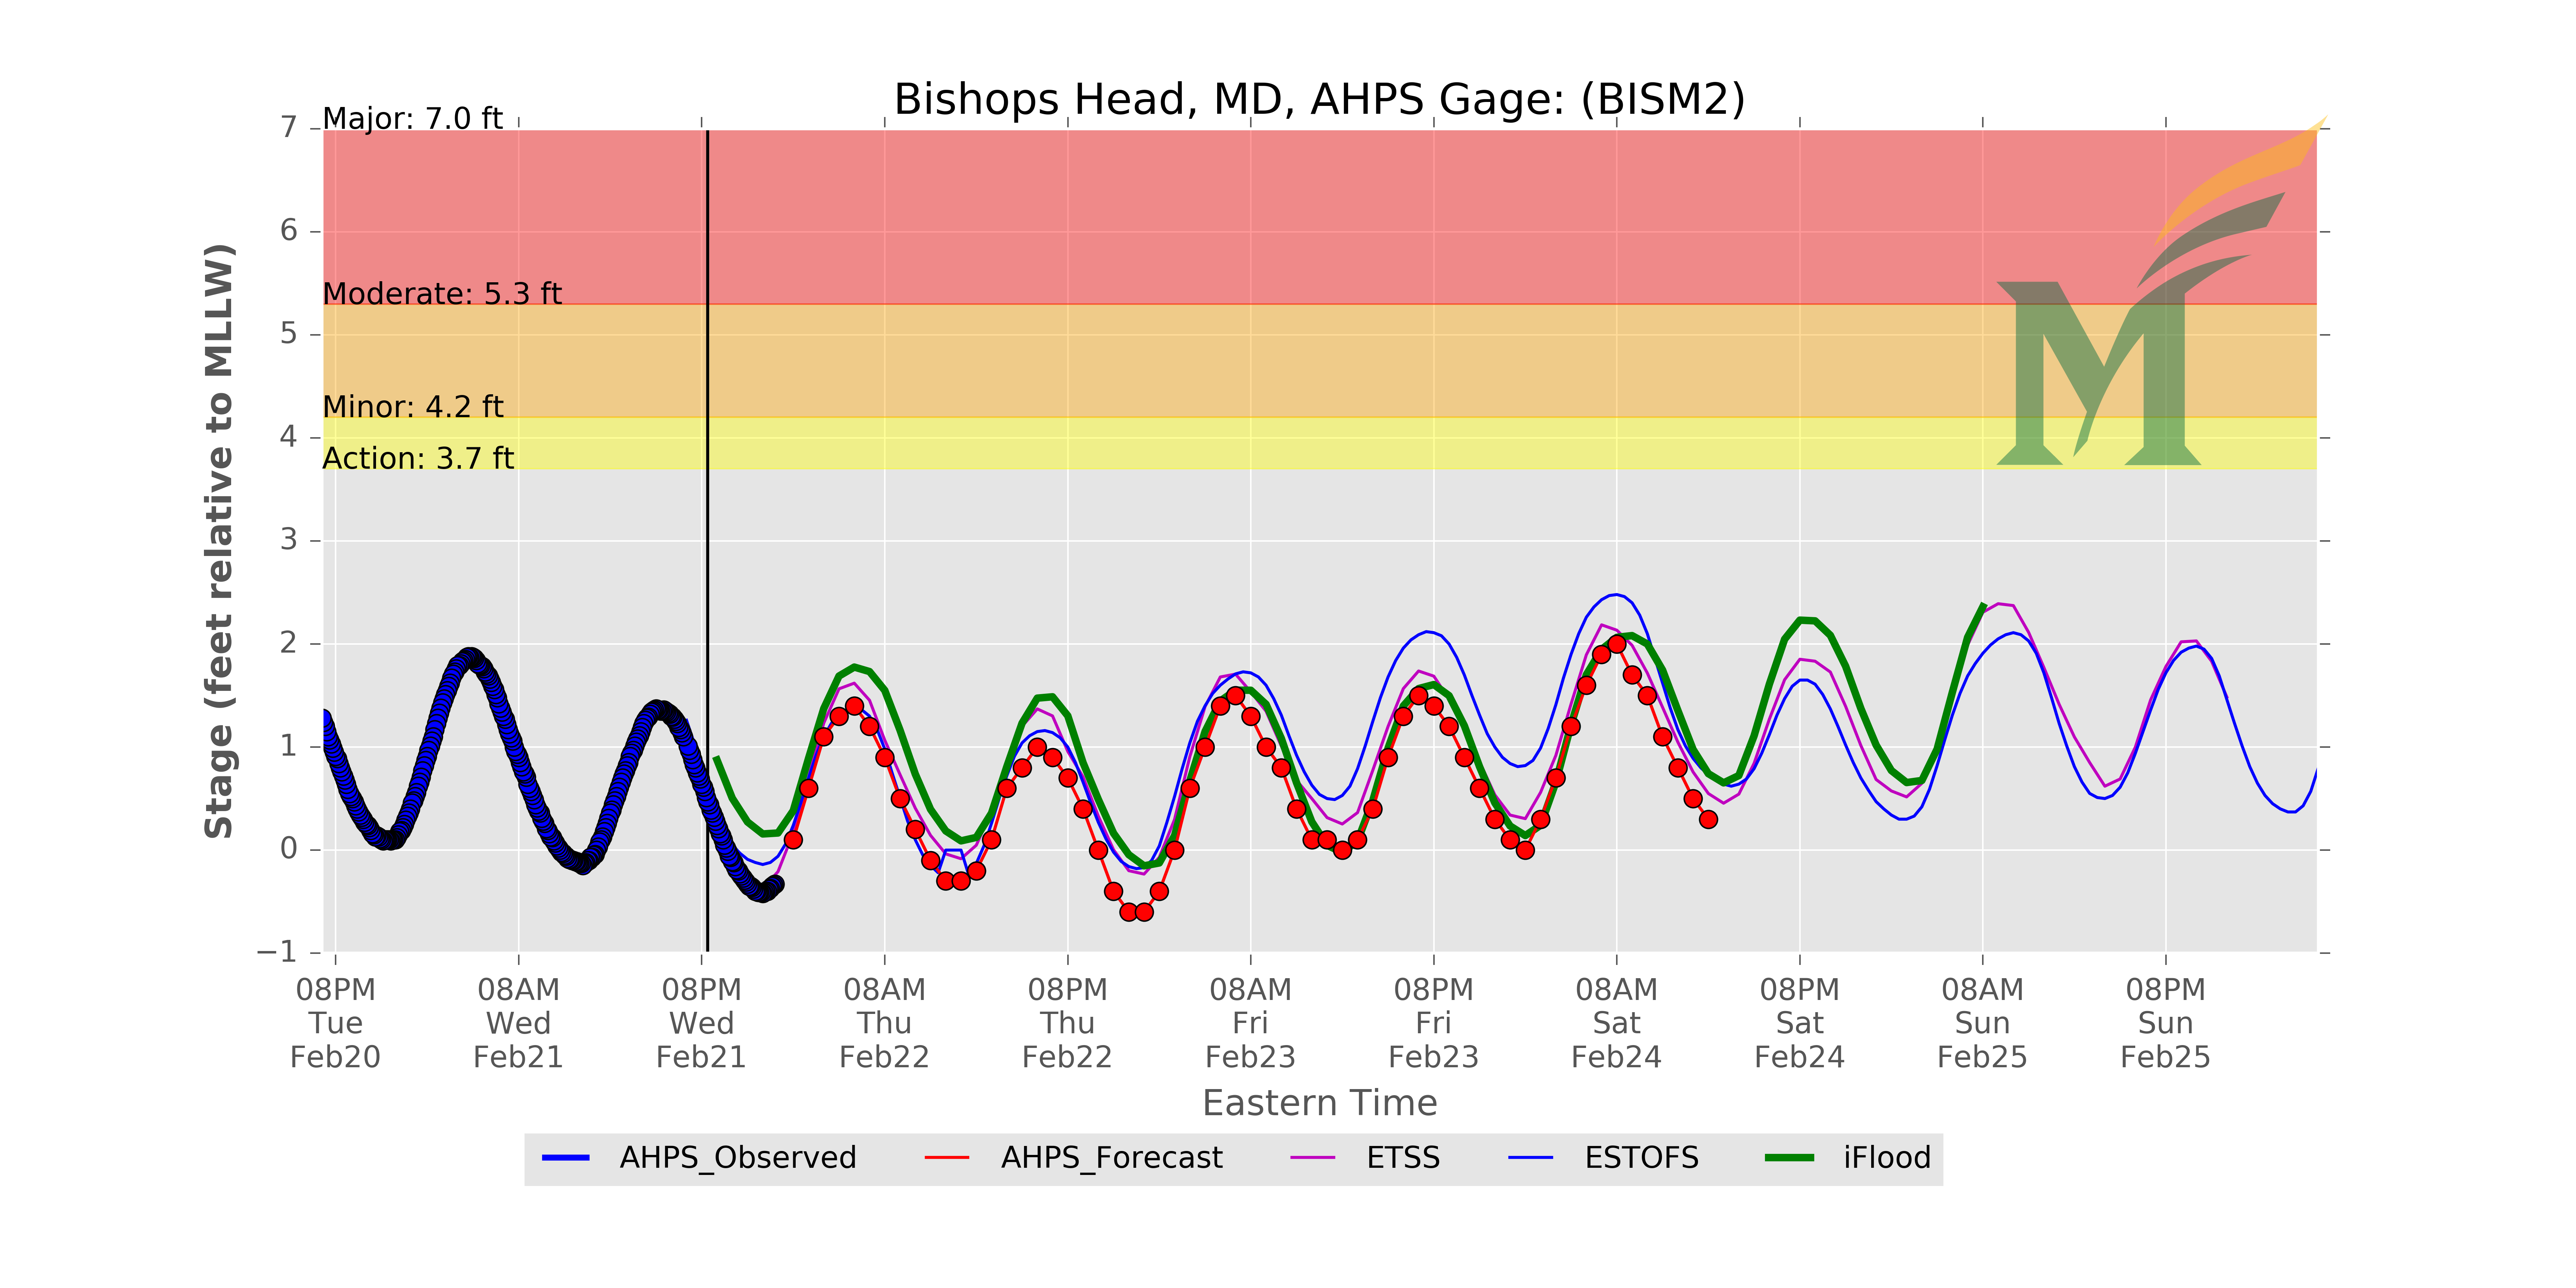 Bishops Head, MD, AHPS Gage: (BISM2)
Major: 7.0 ft
Moderate: 5.3 ft
Minor: 4.2 ft
Action: 3.7 ft
Stage (feet relative to MLLW)
7
6
5
4
3
2
1
0
−1
08PM Tue Feb20
08AM Wed Feb21
08PM Wed Feb21
08AM Thu Feb22
08PM Thu Feb22
08AM Fri Feb23
08PM Fri Feb23
08AM Sat Feb24
08PM Sat Feb24
08AM Sun Feb25
08PM Sun Feb25
Eastern Time
AHPS_Observed
AHPS_Forecast
ETSS
ESTOFS
iFlood
M